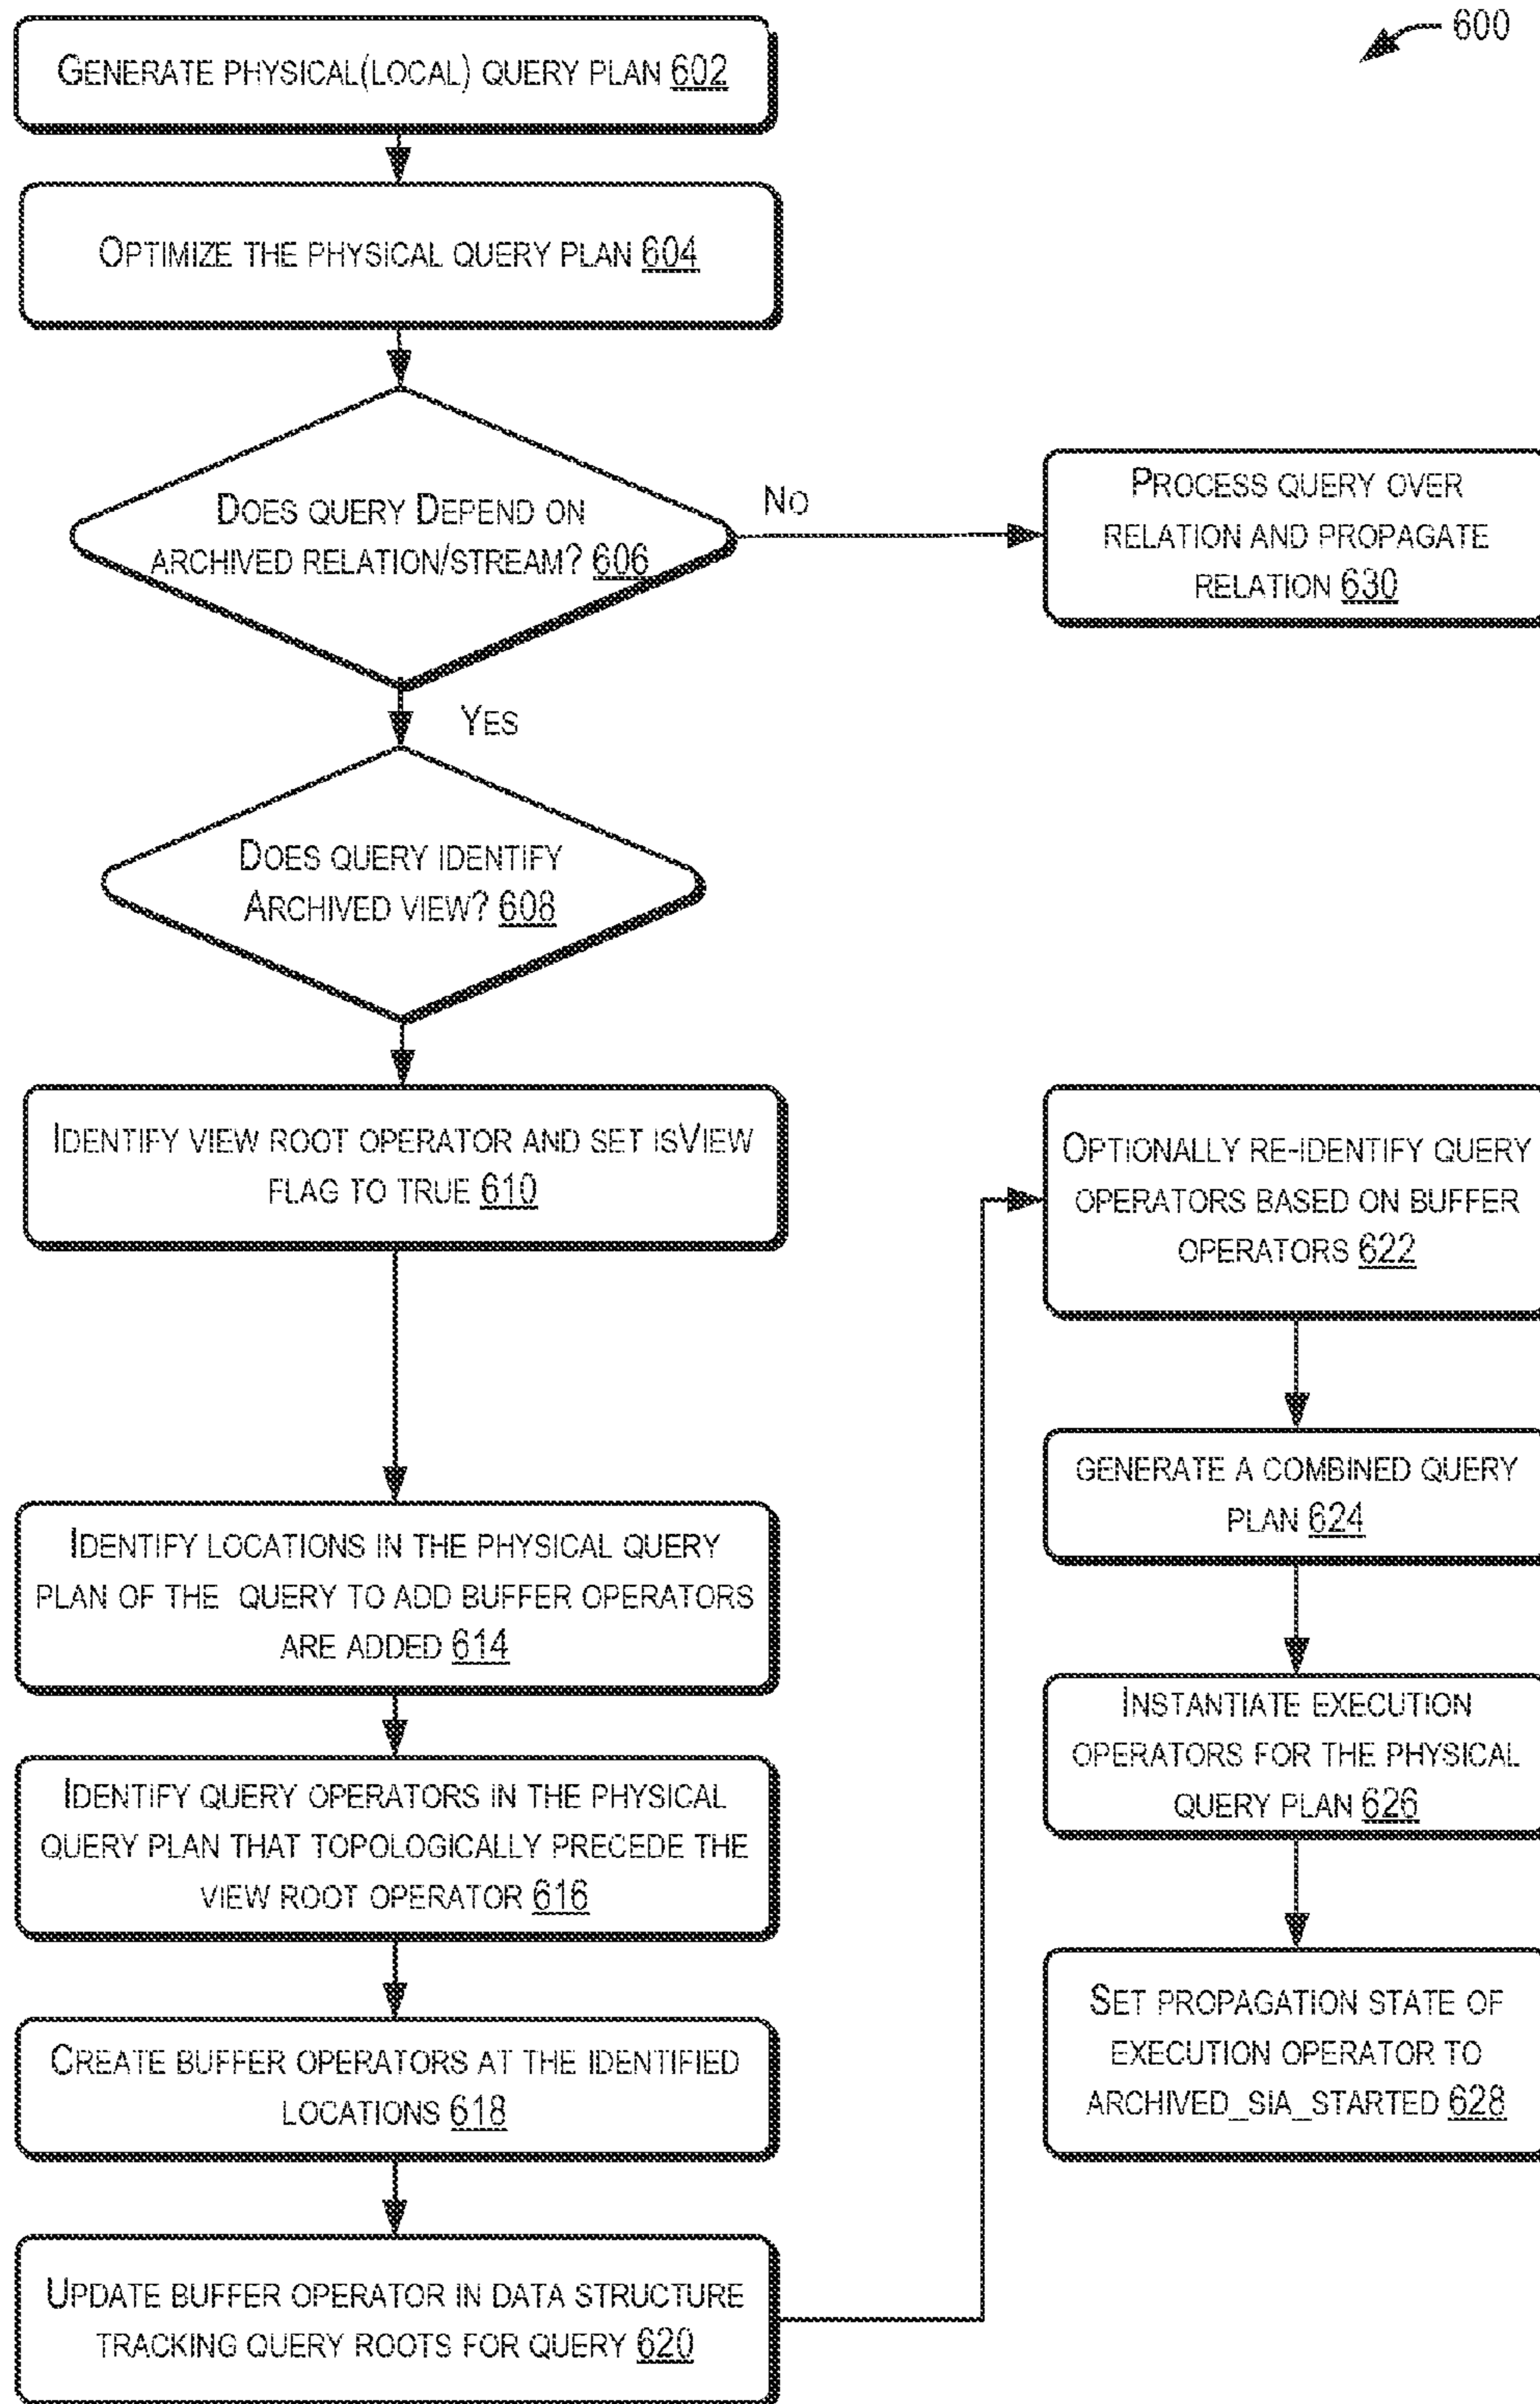 600
GENERATE PHYSICAL(LOCAL) QUERY PLAN 602
OPTIMIZE THE PHYSICAL QUERY PLAN 604
DOES QUERY DEPEND ON
ARCHIVED RELATION/STREAM? 606
NO
PROCESS QUERY OVER
RELATION AND PROPAGATE
RELATION 630
YES
DOES QUERY IDENTIFY
ARCHIVED VIEW? 608
IDENTIFY VIEW ROOT OPERATOR AND SET ISVIEW
FLAG TO TRUE 610
IDENTIFY LOCATIONS IN THE PHYSICAL QUERY
PLAN OF THE QUERY TO ADD BUFFER OPERATORS
ARE ADDED 614
IDENTIFY QUERY OPERATORS IN THE PHYSICAL
QUERY PLAN THAT TOPOLOGICALLY PRECEDE THE
VIEW ROOT OPERATOR 616
CREATE BUFFER OPERATORS AT THE IDENTIFIED
LOCATIONS 618
UPDATE BUFFER OPERATOR IN DATA STRUCTURE
TRACKING QUERY ROOTS FOR QUERY 620
OPTIONALLY RE-IDENTIFY QUERY
OPERATORS BASED ON BUFFER
OPERATORS 622
GENERATE A COMBINED QUERY
PLAN 624
INSTANTIATE EXECUTION
OPERATORS FOR THE PHYSICAL
QUERY PLAN 626
SET PROPAGATION STATE OF
EXECUTION OPERATOR TO
ARCHIVED_SIA_STARTED 628